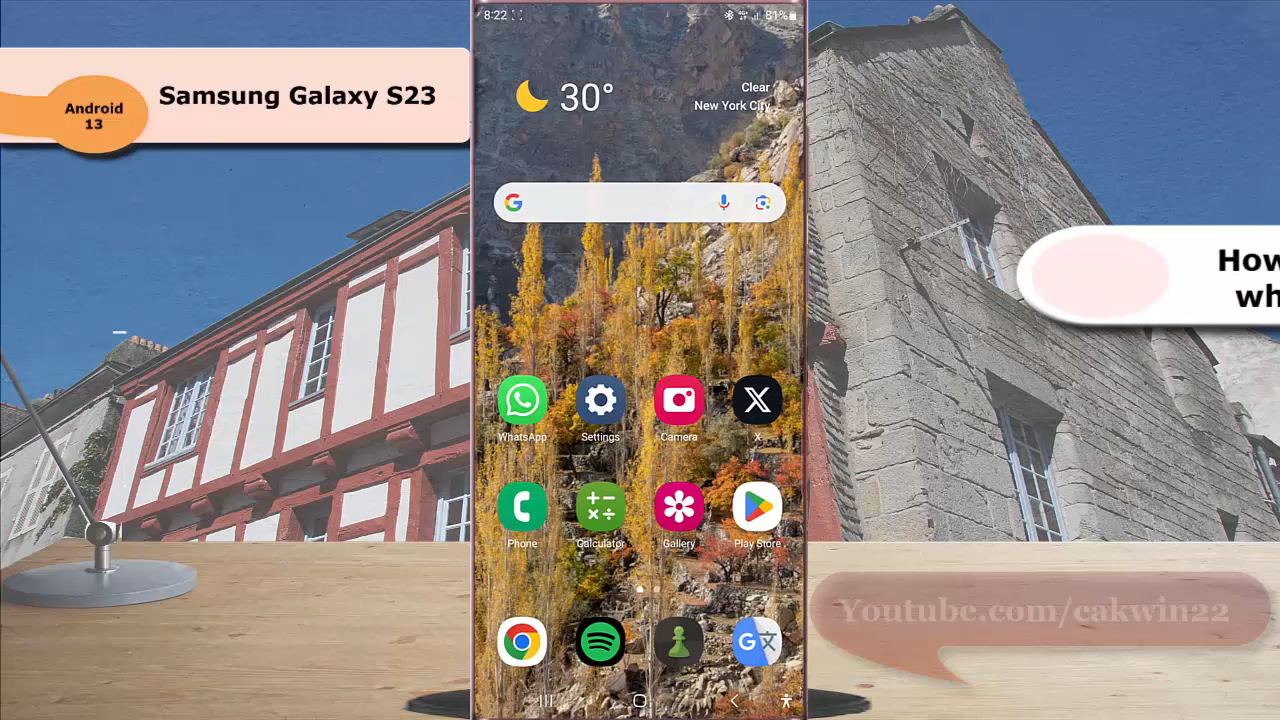 Android
13
Samsung Galaxy S23
8:22
81%
30°
Clear
New York City
How
wh
WhatsApp
Settings
Camera
X
Phone
Calculator
Gallery
Play Store
Youtube.com/cakwin22